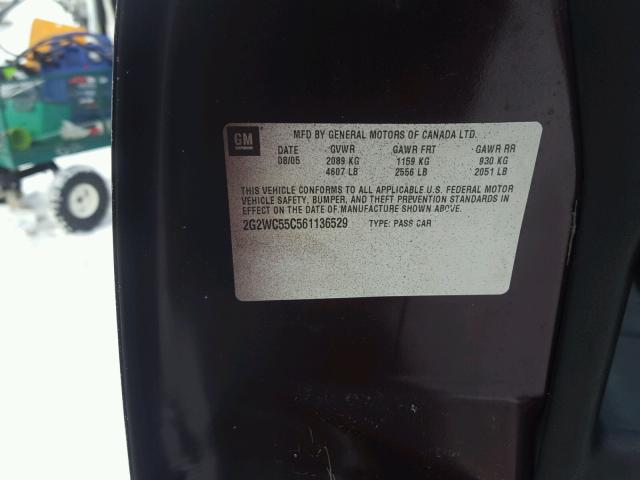 GM MFD BY GENERAL MOTORS OF CANADA LTD.
DATE GVWR GAWR FRT GAWR RR
08/05 2089 KG 1159 KG 930 KG
4607 LB 2556 LB 2051 LB
THIS VEHICLE CONFORMS TO ALL APPLICABLE U.S. FEDERAL MOTOR
VEHICLE SAFETY, BUMPER, AND THEFT PREVENTION STANDARDS IN
EFFECT ON THE DATE OF MANUFACTURE SHOWN ABOVE.
2G2WC55C561136529 TYPE: PASS CAR